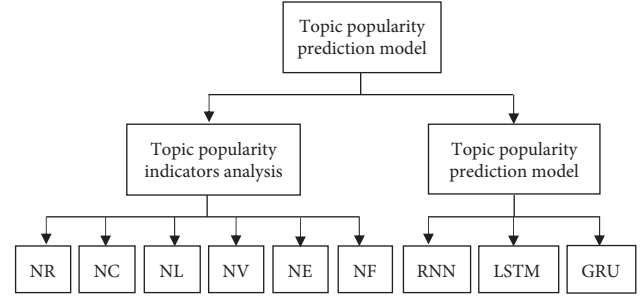 Topic popularity
prediction model
Topic popularity
indicators analysis
Topic popularity
prediction model
NR
NC
NL
NV
NE
NF
RNN
LSTM
GRU